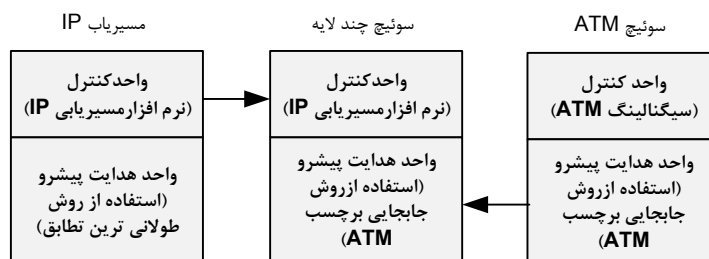 مسیریاب IP
واحدکنترل
(نرم افزارمسیریابی IP)
واحد هدایت پیشرو
(استفاده از روش
طولانی ترین تطابق)
سوئیچ چند لایه
واحدکنترل
(نرم افزارمسیریابی IP)
واحد هدایت پیشرو
(استفاده ازروش
جابجایی برچسب
ATM)
سوئیچ ATM
واحد کنترل
(سیگنالینگ ATM)
واحد هدایت پیشرو
(استفاده ازروش
جابجایی برچسب
ATM)